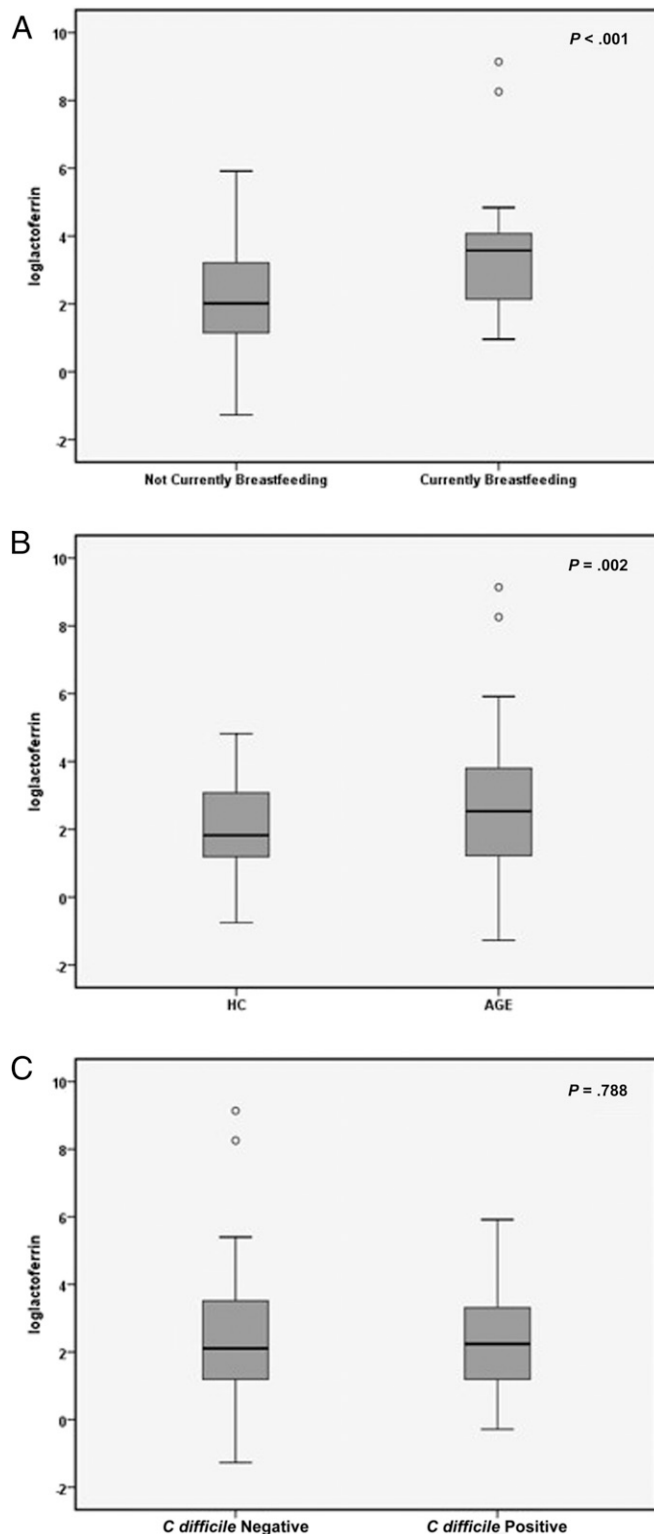 A
P < .001
loglactoferrin
10
8
6
4
2
0
-2
Not Currently Breastfeeding Currently Breastfeeding
B
P = .002
loglactoferrin
10
8
6
4
2
0
-2
HC AGE
C
P = .788
loglactoferrin
10
8
6
4
2
0
-2
C difficile Negative C difficile Positive